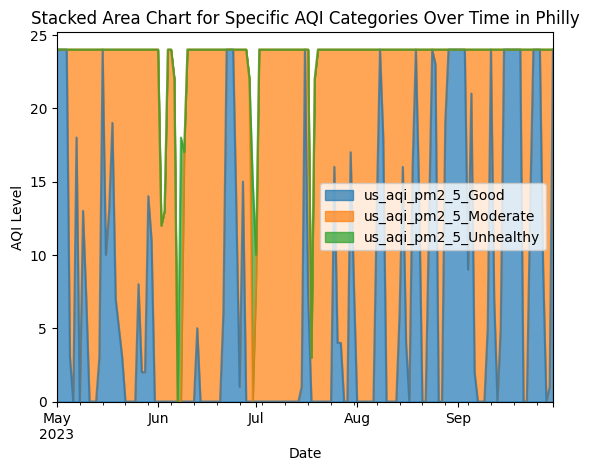 Stacked Area Chart for Specific AQI Categories Over Time in Philly
25
20
15
10
5
0
AQI Level
us_aqi_pm2_5_Good
us_aqi_pm2_5_Moderate
us_aqi_pm2_5_Unhealthy
May
2023
Jun
Jul
Aug
Sep
Date